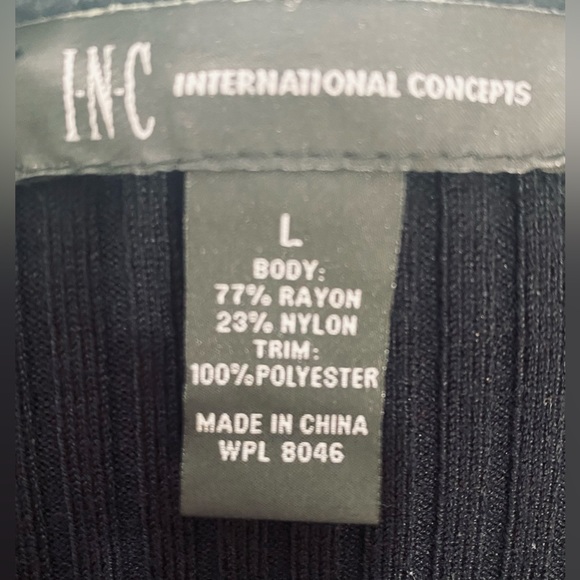 I·N·C INTERNATIONAL CONCEPTS
L
BODY:
77% RAYON
23% NYLON
TRIM:
100% POLYESTER
MADE IN CHINA
WPL 8046